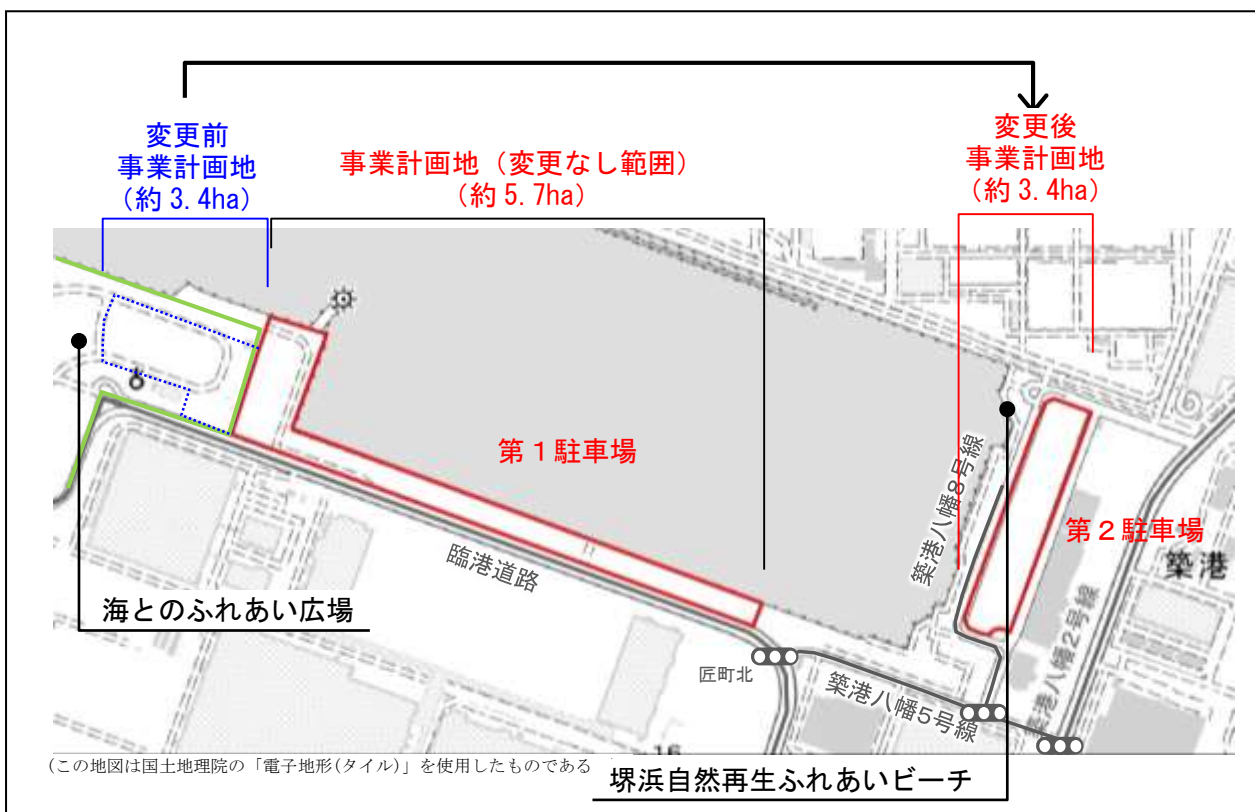 変更前
事業計画地
(約 3.4ha)
事業計画地（変更なし範囲）
(約 5.7ha)
変更後
事業計画地
(約 3.4ha)
第１駐車場
築港八幡8号線
第２駐車場
築港
臨港道路
海とのふれあい広場
匠町北
築港八幡5号線
築港八幡2号線
16
(この地図は国土地理院の「電子地形(タイル)」を使用したものである
堺浜自然再生ふれあいビーチ